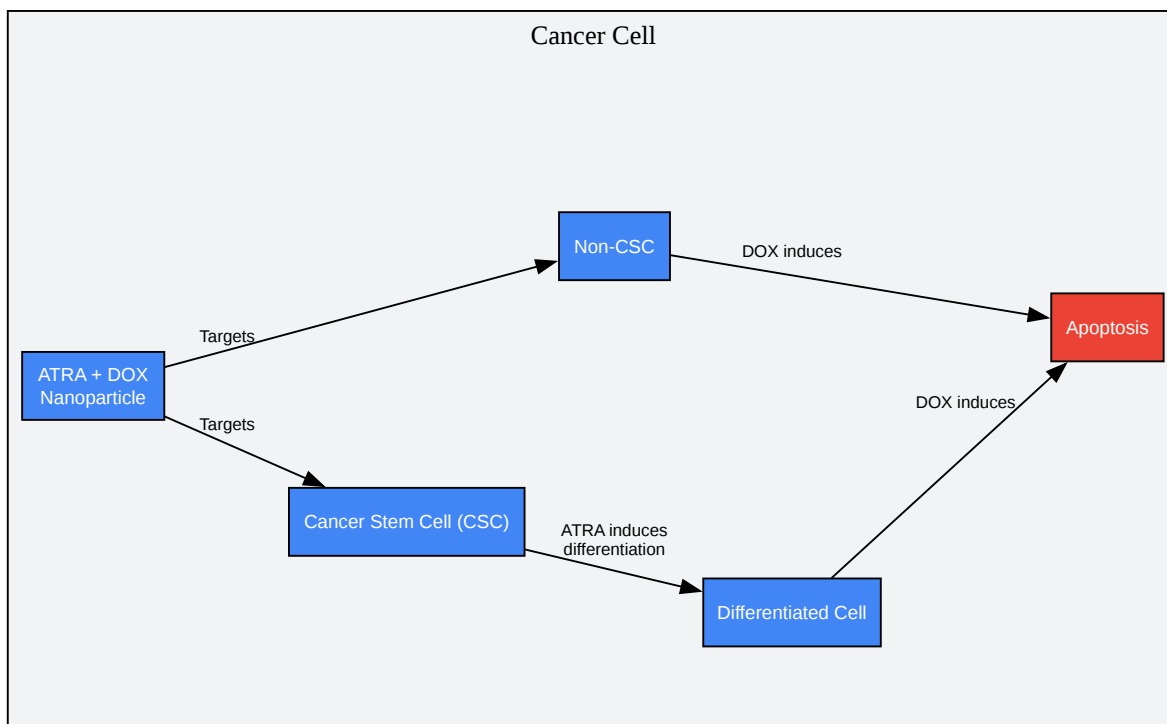 Cancer Cell
Non-CSC
DOX induces
Apoptosis
Targets
ATRA + DOX
Nanoparticle
Targets
DOX induces
Cancer Stem Cell (CSC)
ATRA induces
differentiation
Differentiated Cell